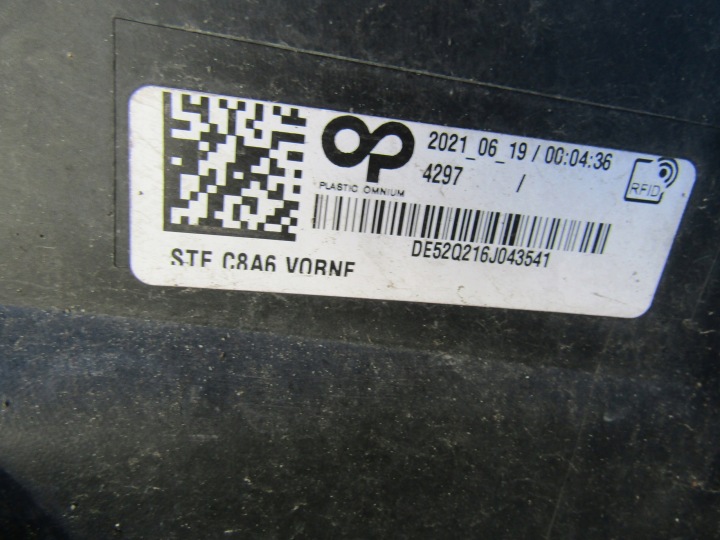 2021_06_19 / 00:04:36
4297 /
PLASTIC OMNIUM
RFID
DE52Q216J043541
STF C8A6 VORNE